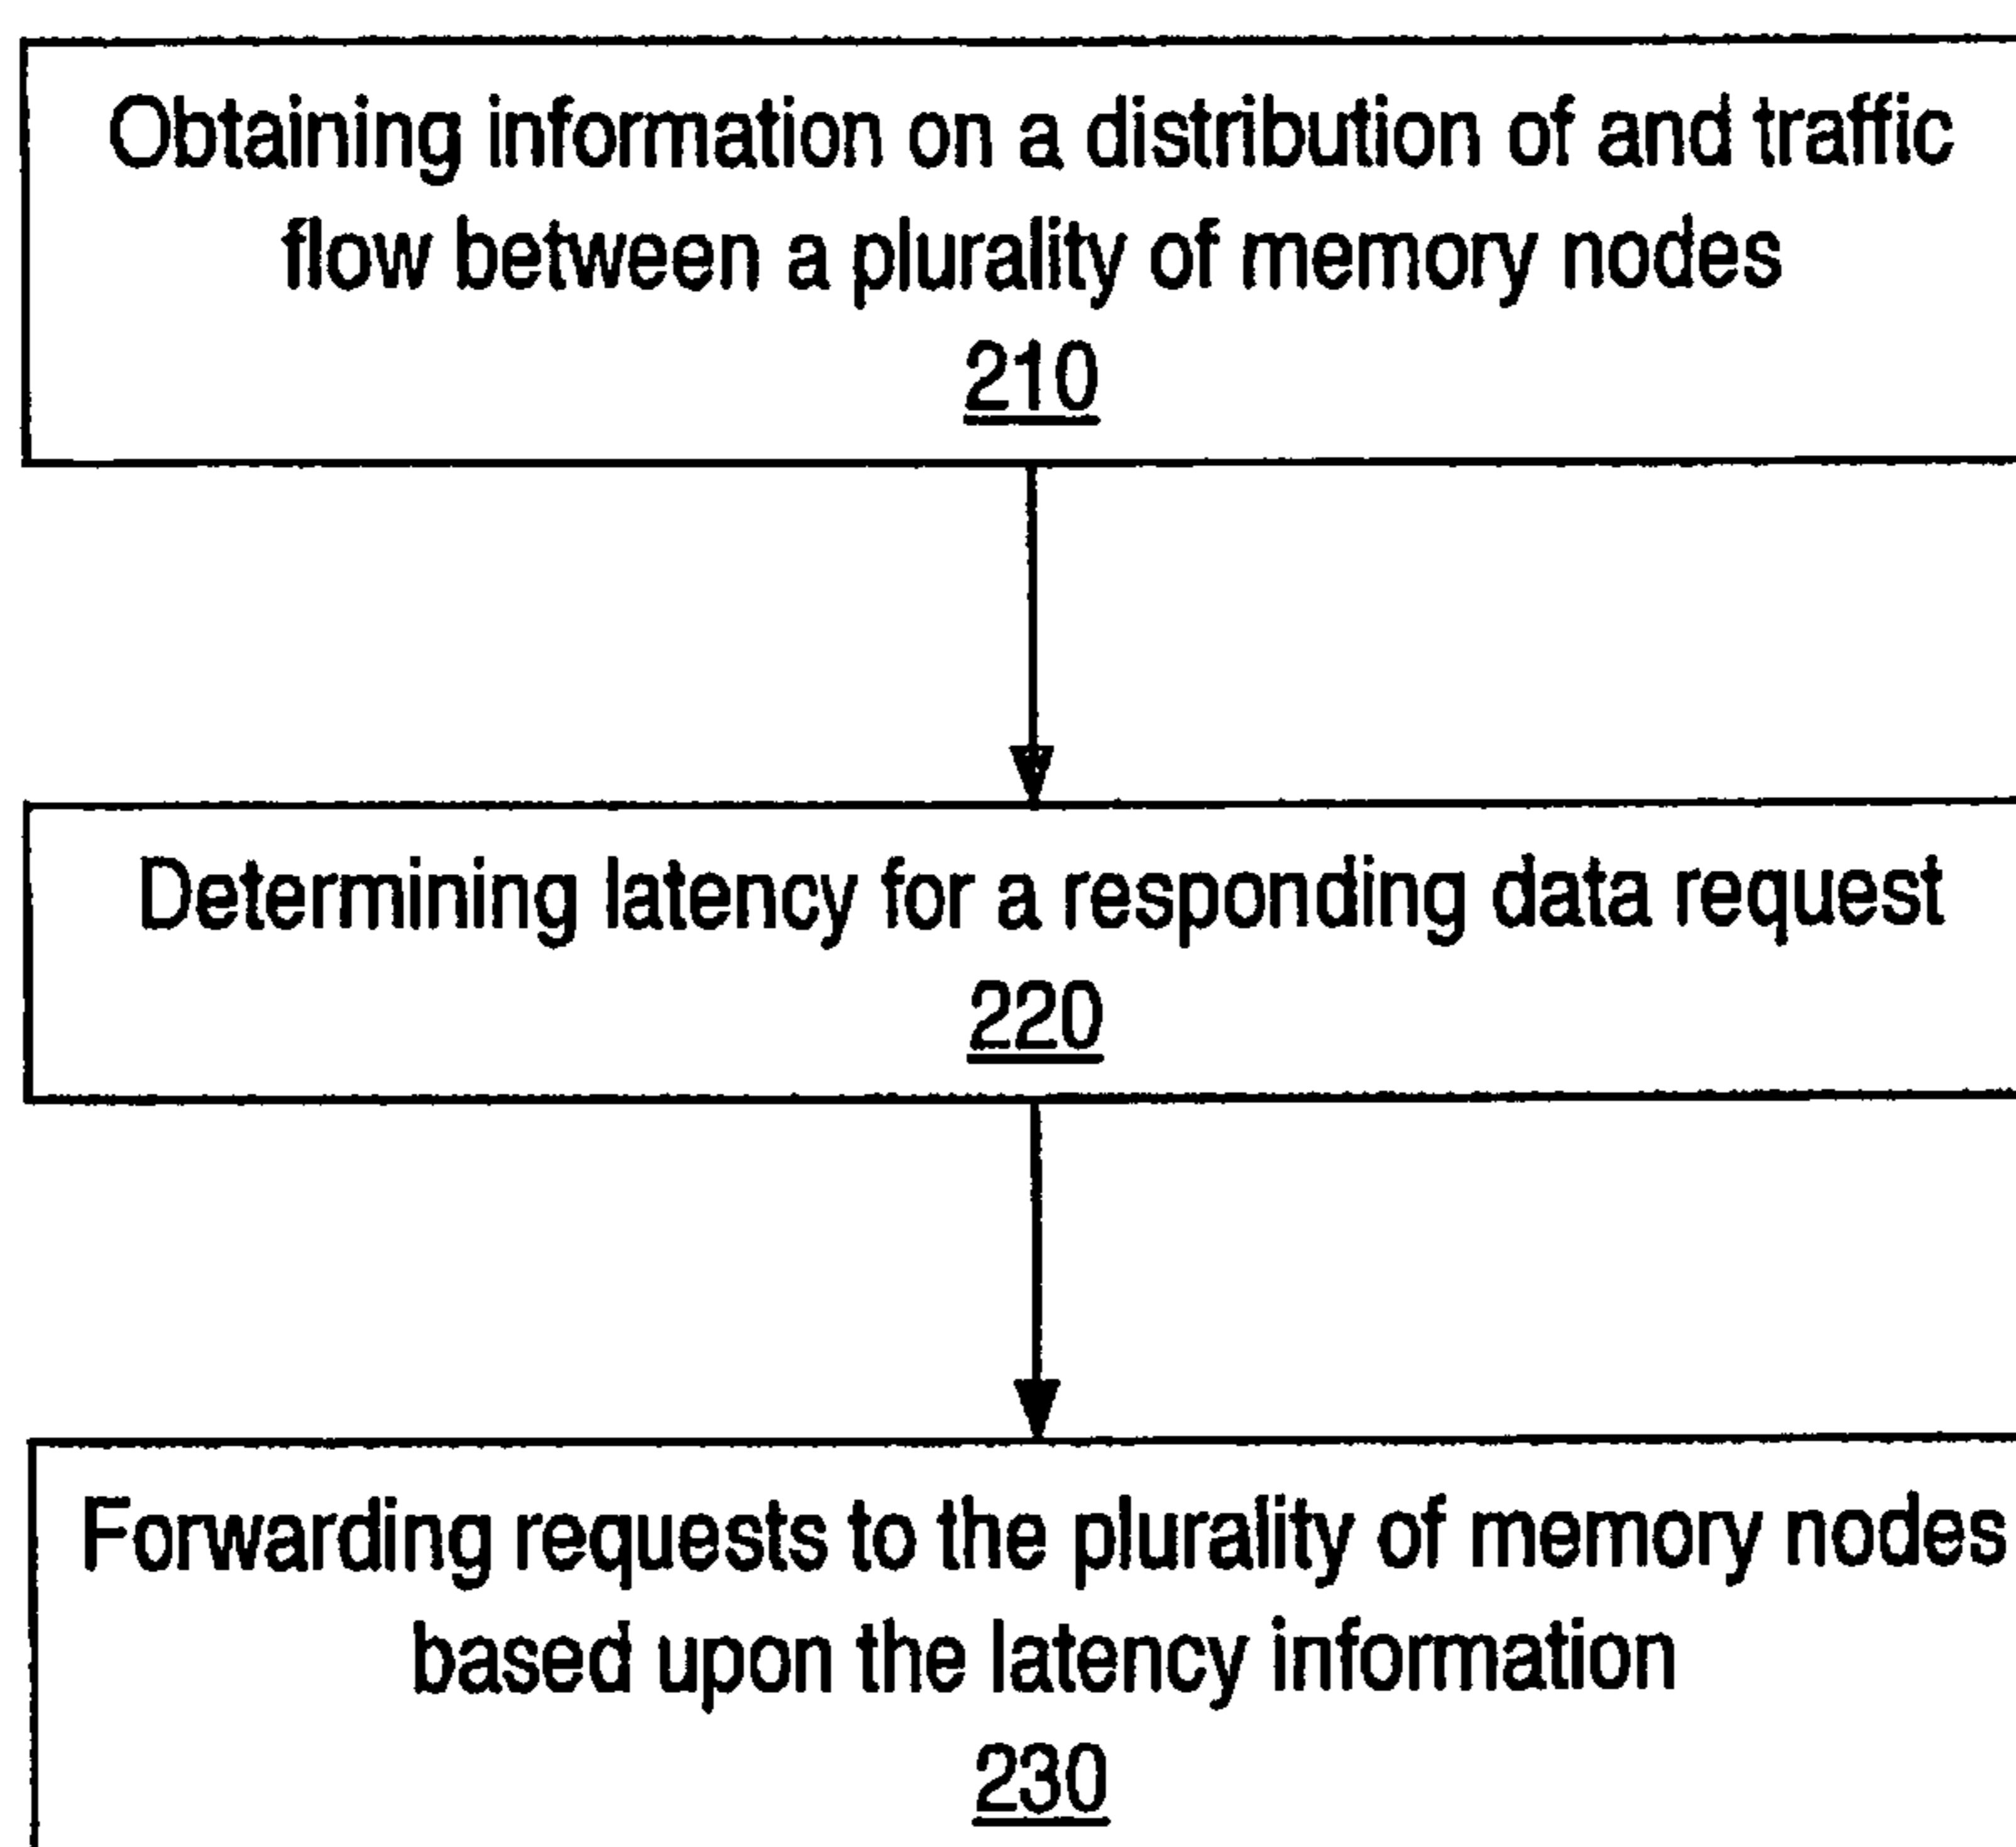 Obtaining information on a distribution of and traffic
flow between a plurality of memory nodes
210
Determining latency for a responding data request
220
Forwarding requests to the plurality of memory nodes
based upon the latency information
230